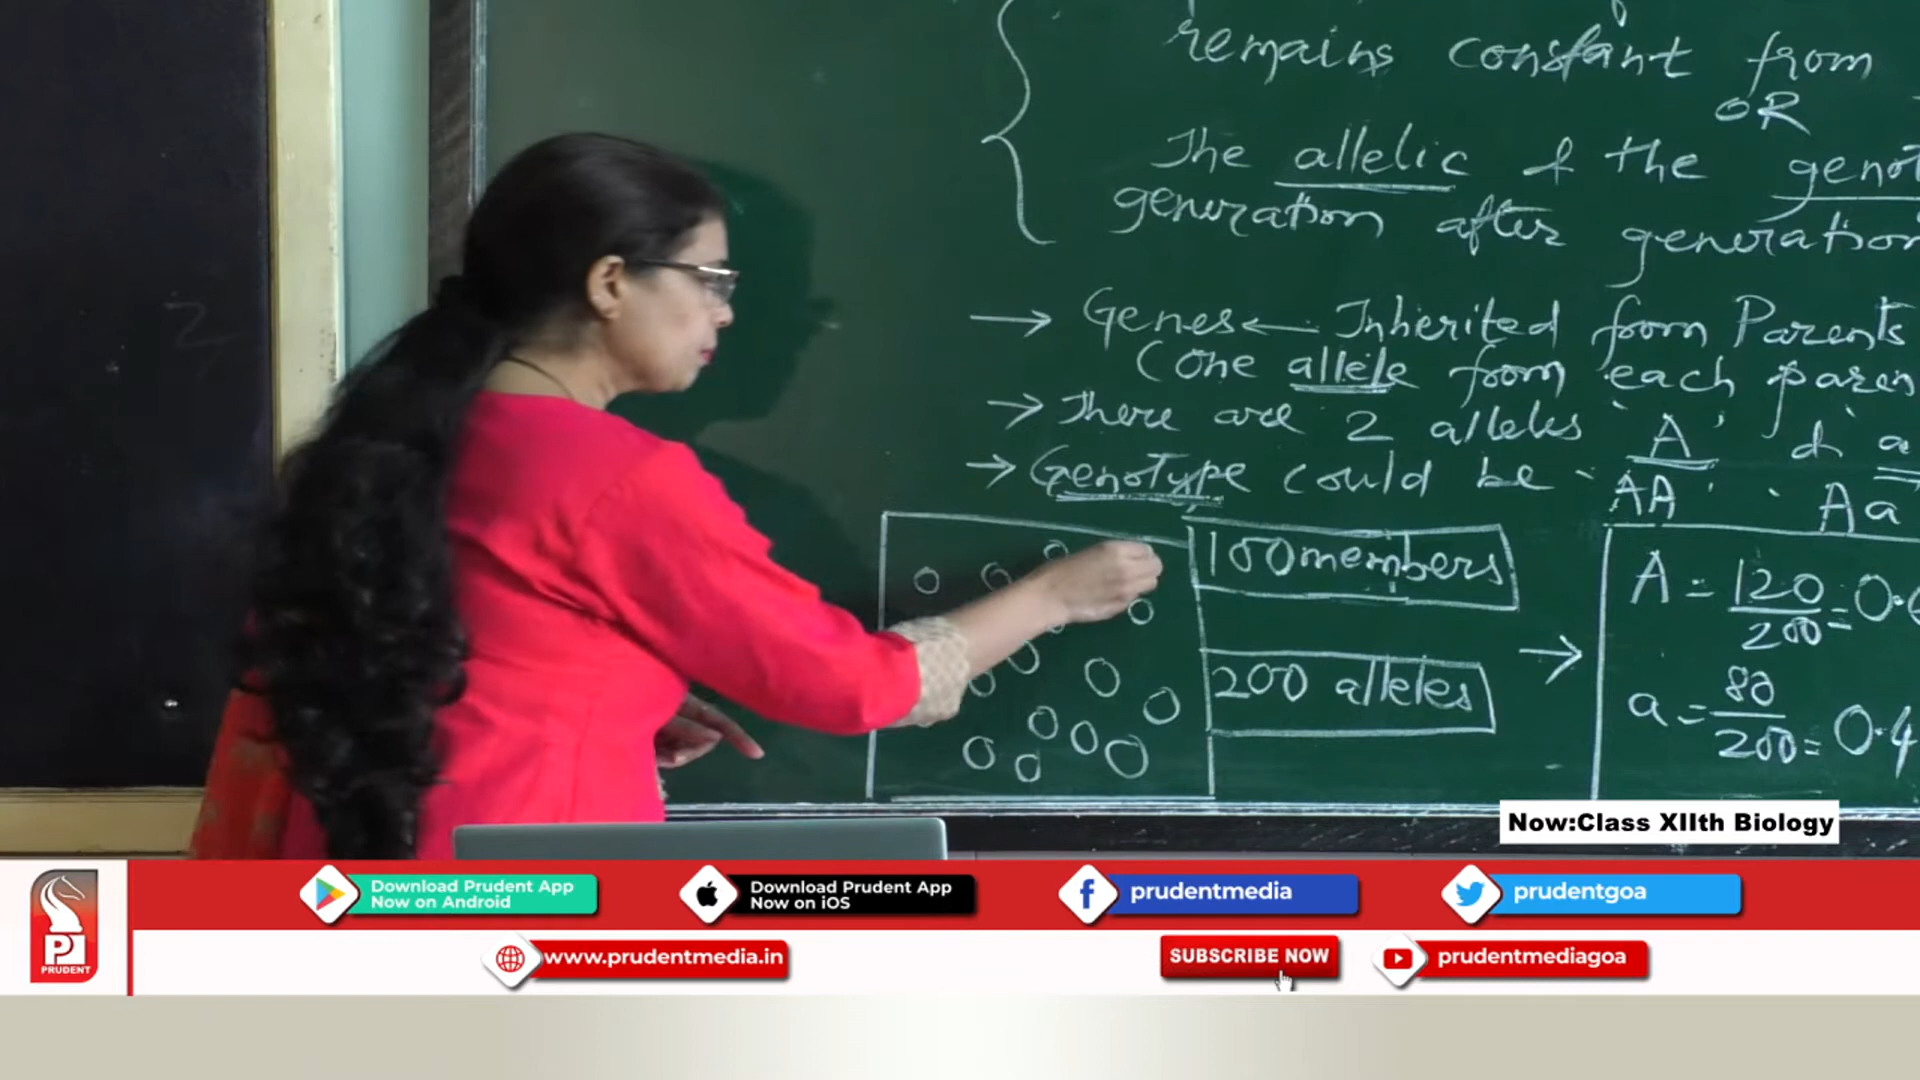 remains constant from
OR
The allelic & the genot
generation after generation
→ Genes ← Inherited from Parents
(One allele from each paren
→ There are 2 alleles 'A' & a
→ Genotype could be 'AA' ' Aa
100 members
200 alleles
→
A = 120/200 = 0.6
a = 80/200 = 0.4
Now:Class XIIth Biology
Download Prudent App
Now on Android
Download Prudent App
Now on iOS
prudentmedia
prudentgoa
PRUDENT
www.prudentmedia.in
SUBSCRIBE NOW
prudentmediagoa